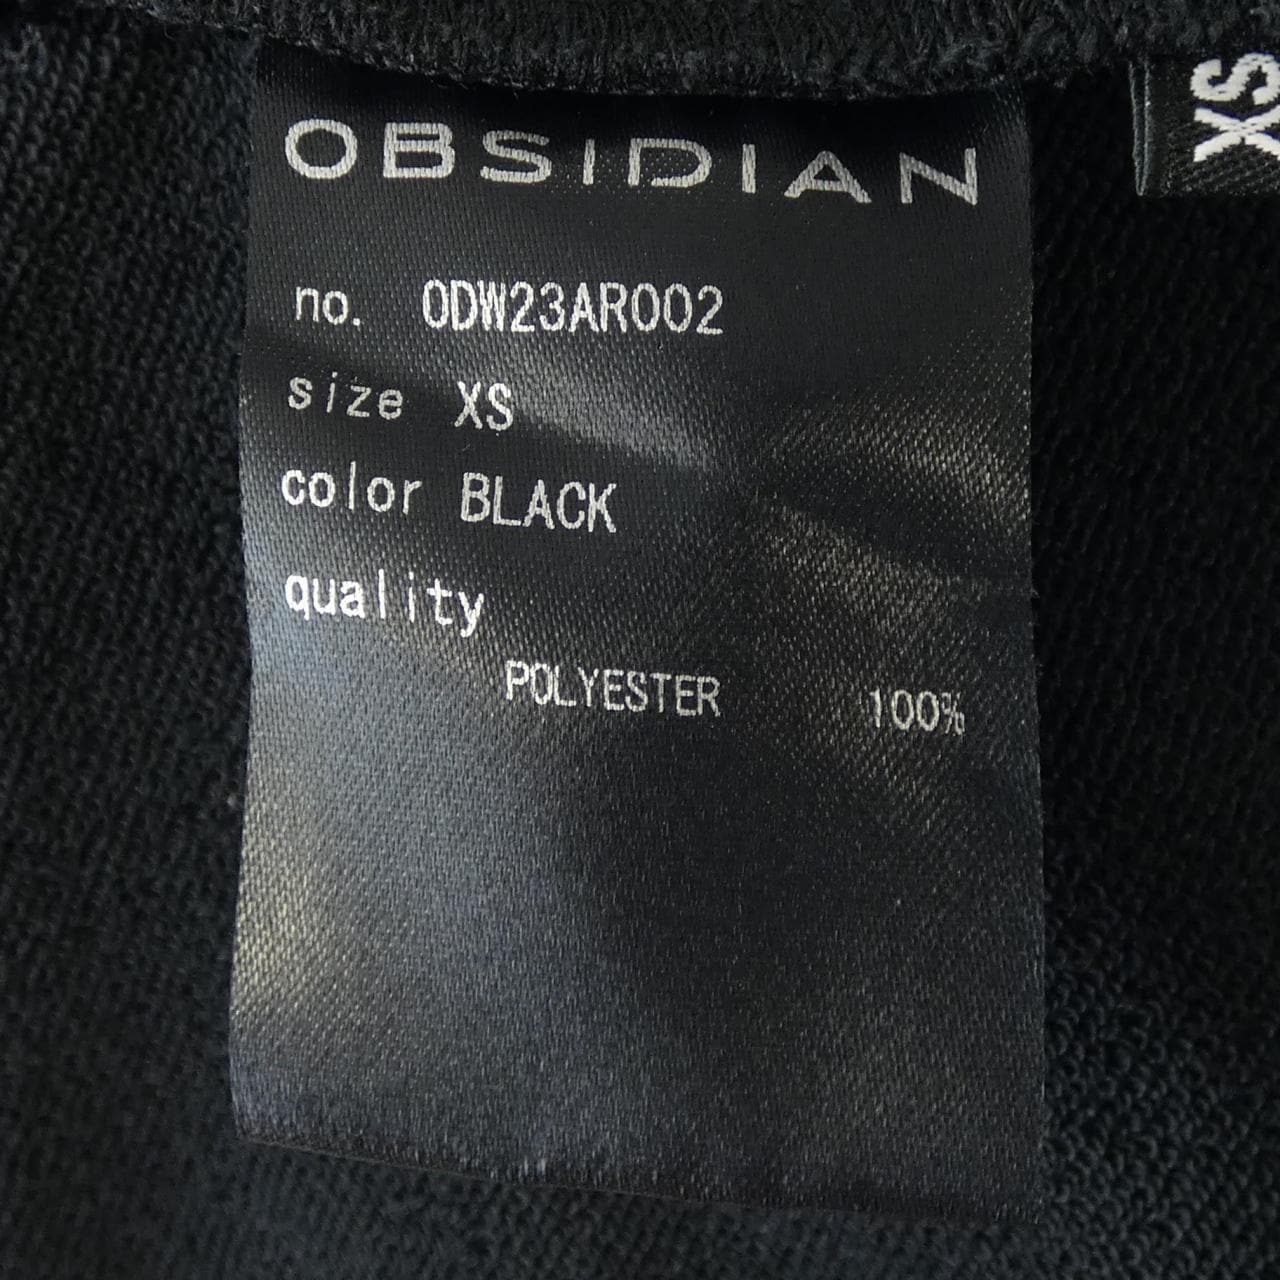 OBSIDIAN
XS
no. ODW23AR002
size XS
color BLACK
quality
POLYESTER 100%